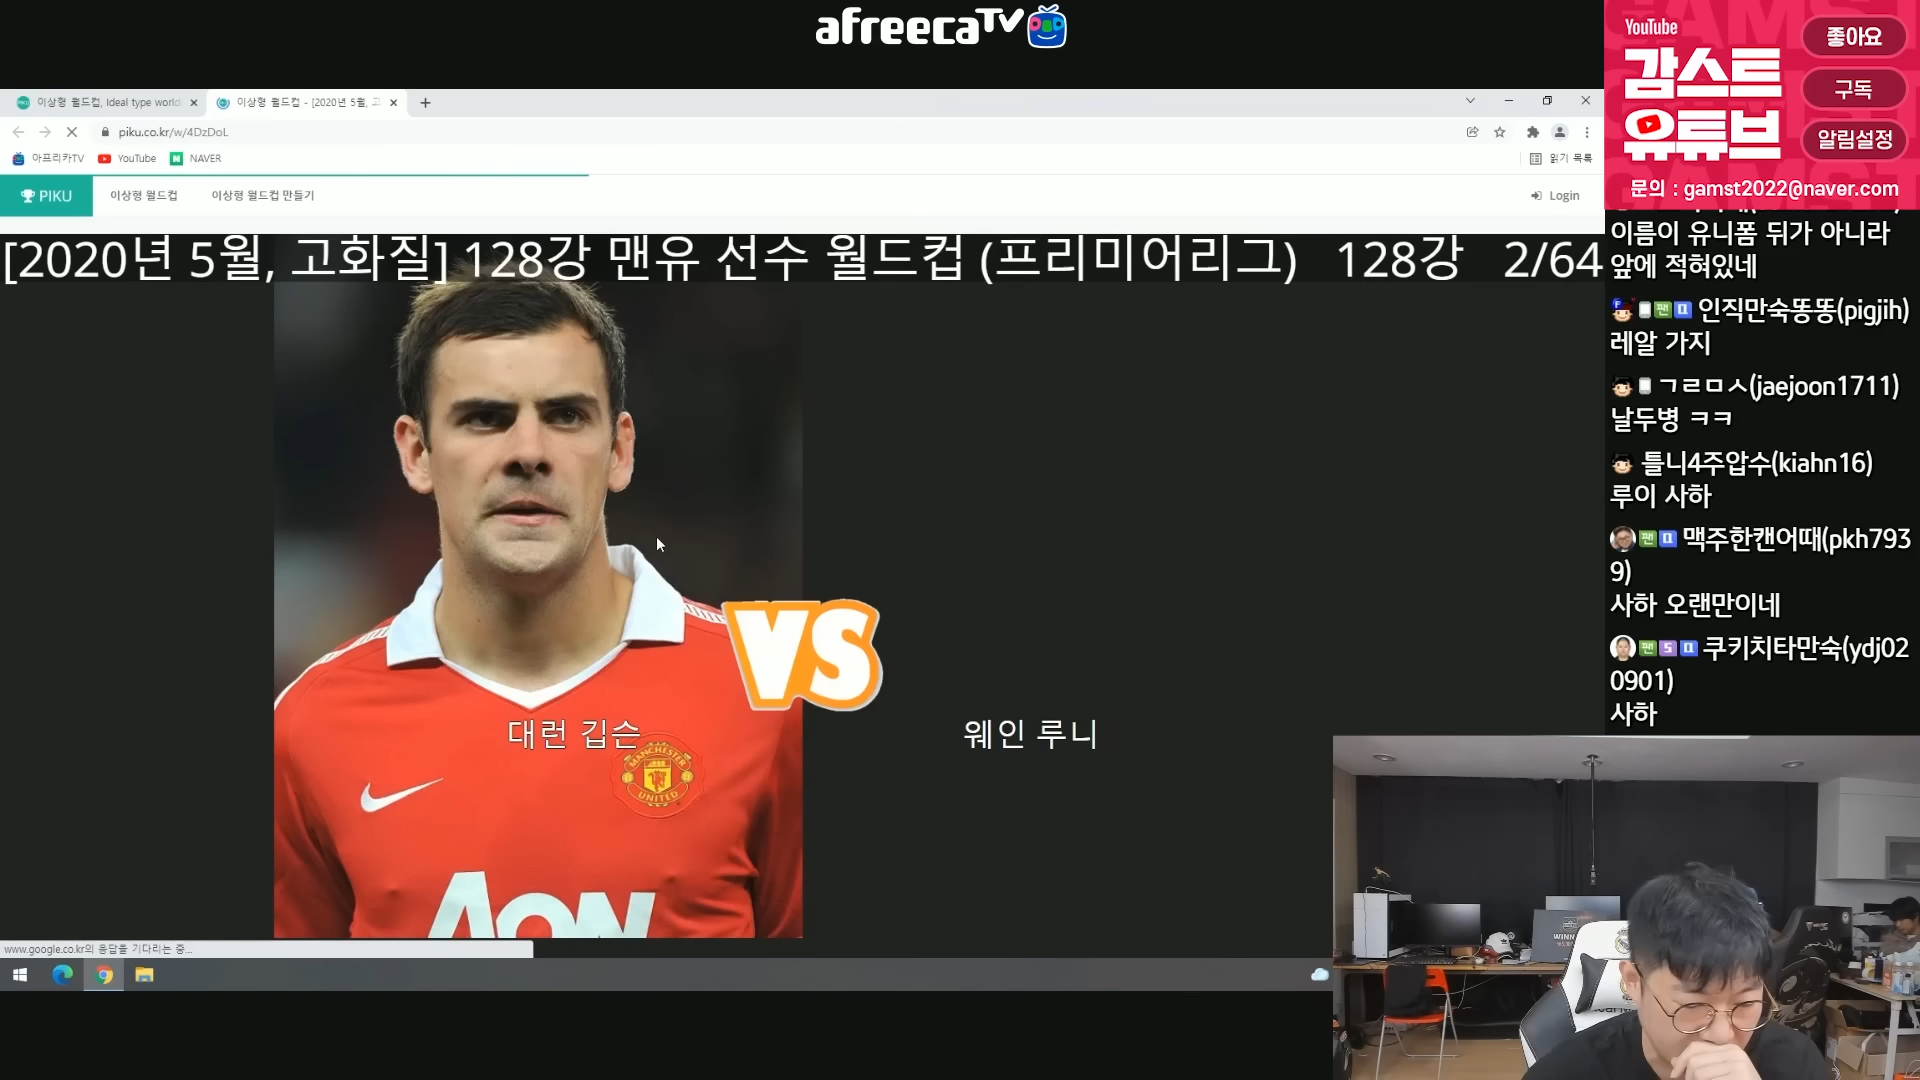 afreecaTV
이상형 월드컵, Ideal type world
이상형 월드컵 - [2020년 5월, 고
piku.co.kr/w/4DzDoL
아프리카TV
YouTube
NAVER
읽기 목록
PIKU
이상형 월드컵
이상형 월드컵 만들기
Login
[2020년 5월, 고화질] 128강 맨유 선수 월드컵 (프리미어리그) 128강 2/64
VS
대런 깁슨
웨인 루니
MANCHESTER
UNITED
AON
www.google.co.kr의 응답을 기다리는 중...
YouTube
감스트
유튜브
좋아요
구독
알림설정
문의 : gamst2022@naver.com
이름이 유니폼 뒤가 아니라
앞에 적혀있네
팬 인직만숙똥똥(pigjih)
레알 가지
ㄱㄹㅁㅅ(jaejoon1711)
날두병 ㅋㅋ
틀니4주압수(kiahn16)
루이 사하
팬 맥주한캔어때(pkh793
9)
사하 오랜만이네
팬 S 쿠키치타만숙(ydj02
0901)
사하